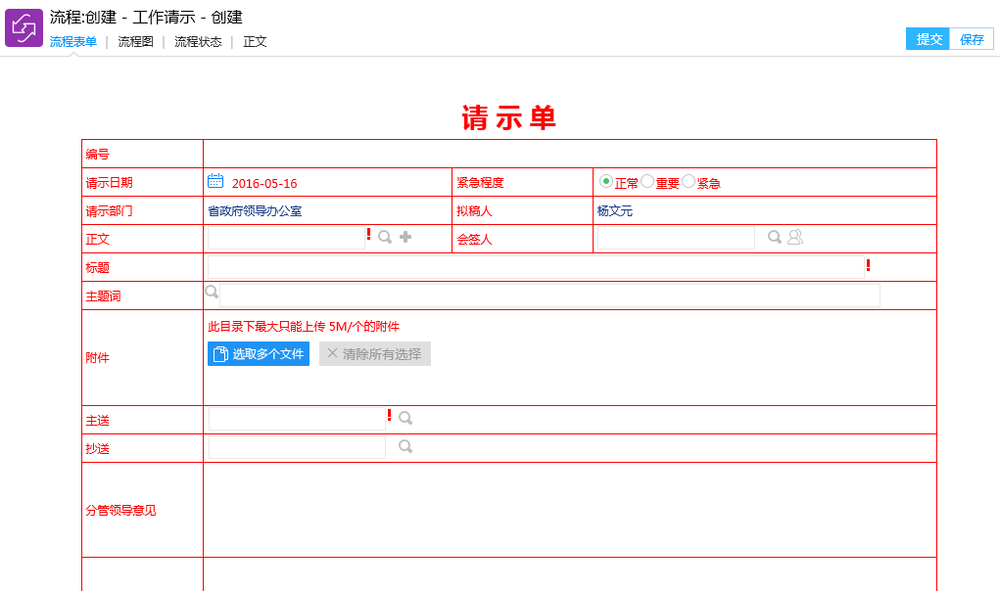 流程:创建 - 工作请示 - 创建
流程表单 | 流程图 | 流程状态 | 正文
提交 保存
请示单
编号
请示日期 2016-05-16 紧急程度 正常 重要 紧急
请示部门 省政府领导办公室 拟稿人 杨文元
正文 ! 会签人
标题 !
主题词
此目录下最大只能上传 5M/个的附件
附件 选取多个文件 清除所有选择
主送 !
抄送
分管领导意见